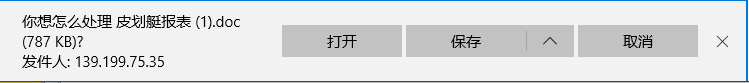 你想怎么处理 皮划艇报表 (1).doc
(787 KB)?
发件人: 139.199.75.35
打开
保存
取消